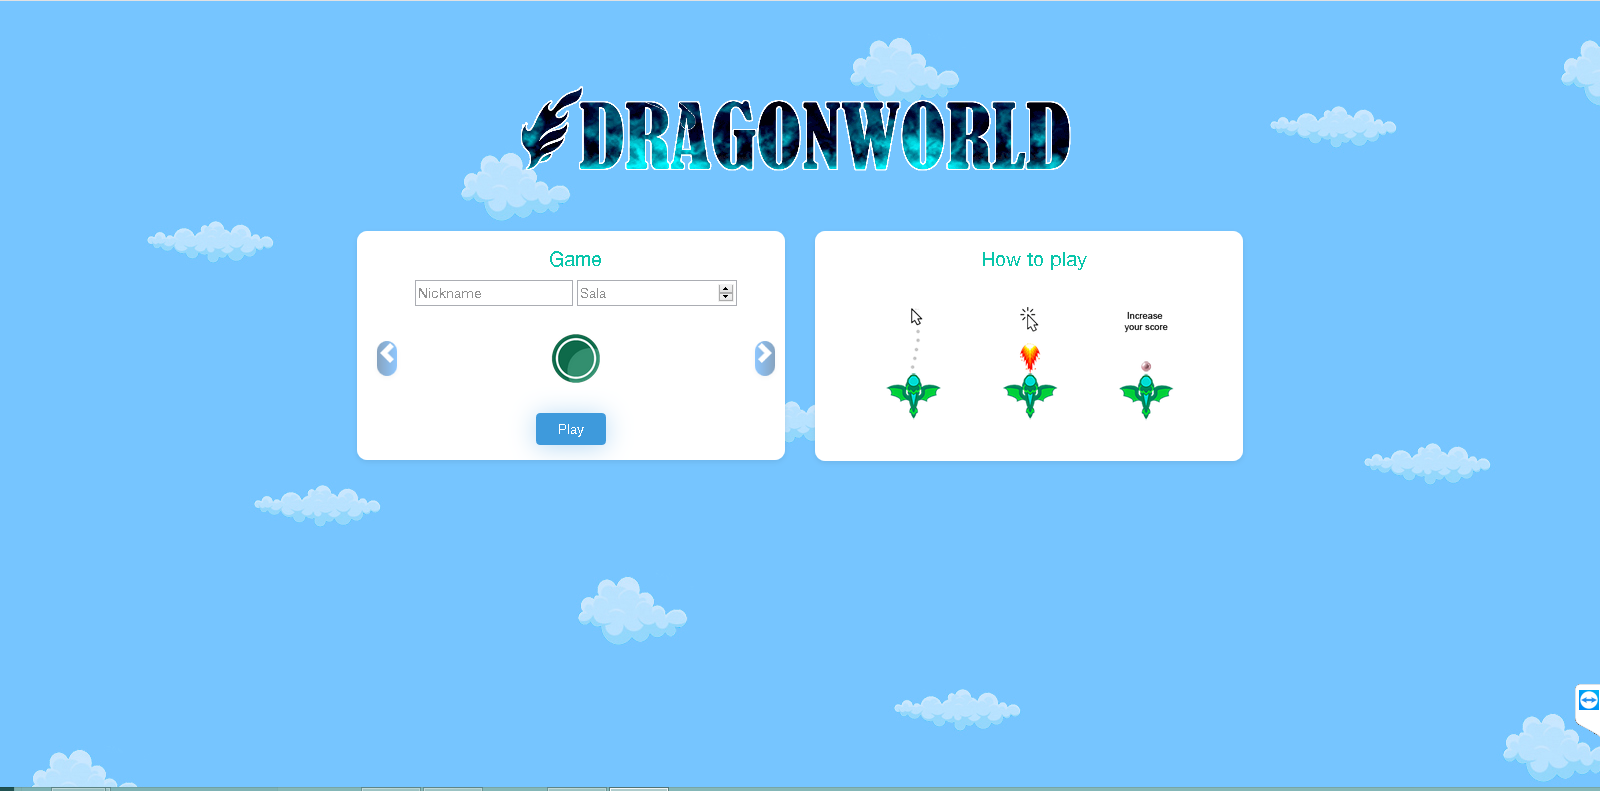 DRAGONWORLD
Game
Nickname Sala
Play
How to play
Increase
your score